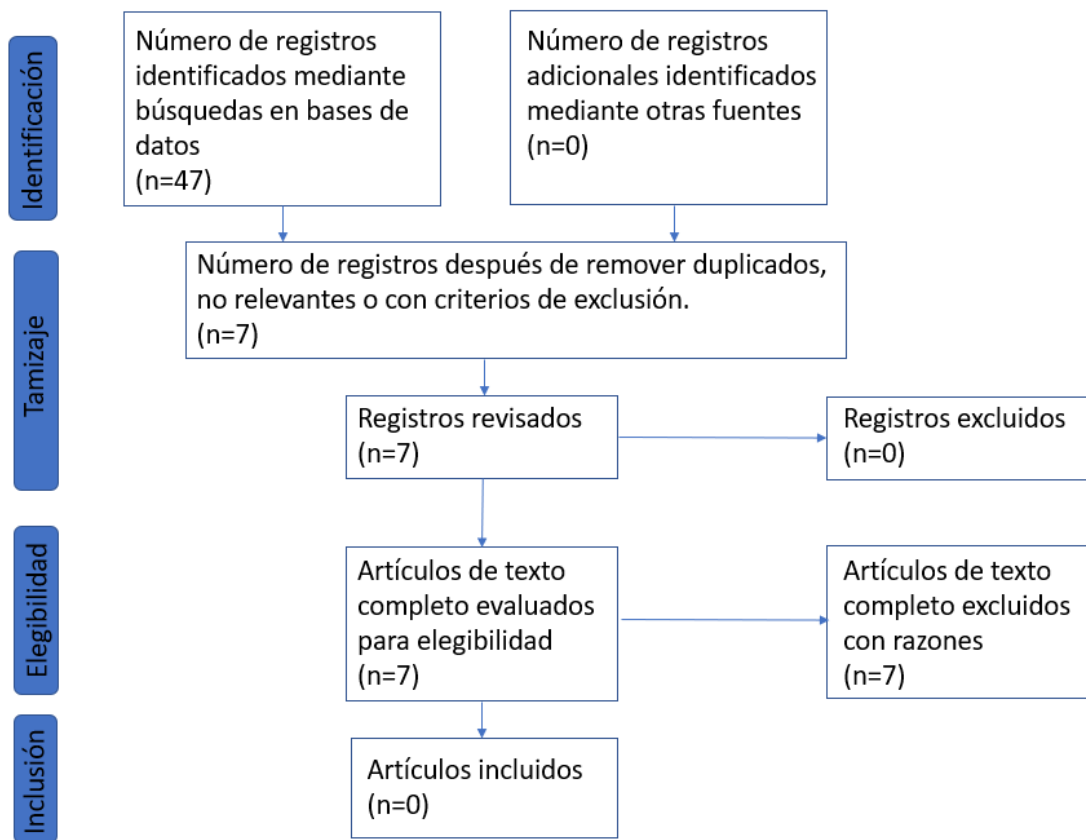 Identificación
Número de registros
identificados mediante
búsquedas en bases de
datos
(n=47)
Número de registros
adicionales identificados
mediante otras fuentes
(n=0)
Tamizaje
Número de registros después de remover duplicados,
no relevantes o con criterios de exclusión.
(n=7)
Registros revisados
(n=7)
Registros excluidos
(n=0)
Elegibilidad
Artículos de texto
completo evaluados
para elegibilidad
(n=7)
Artículos de texto
completo excluidos
con razones
(n=7)
Inclusión
Artículos incluidos
(n=0)